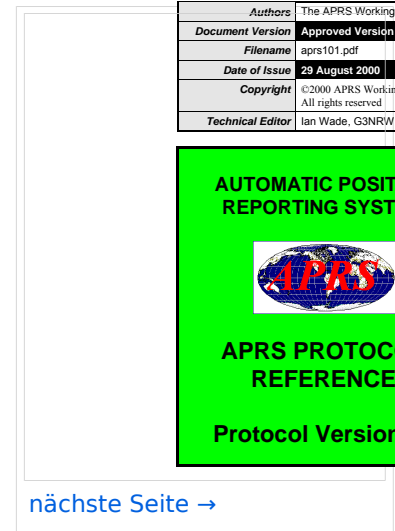 Authors The APRS Working
Document Version Approved Version
Filename aprs101.pdf
Date of Issue 29 August 2000
Copyright ©2000 APRS Workin
All rights reserved
Technical Editor Ian Wade, G3NRW
AUTOMATIC POSIT
REPORTING SYST
APRS
APRS PROTOC
REFERENCE
Protocol Version
nächste Seite →